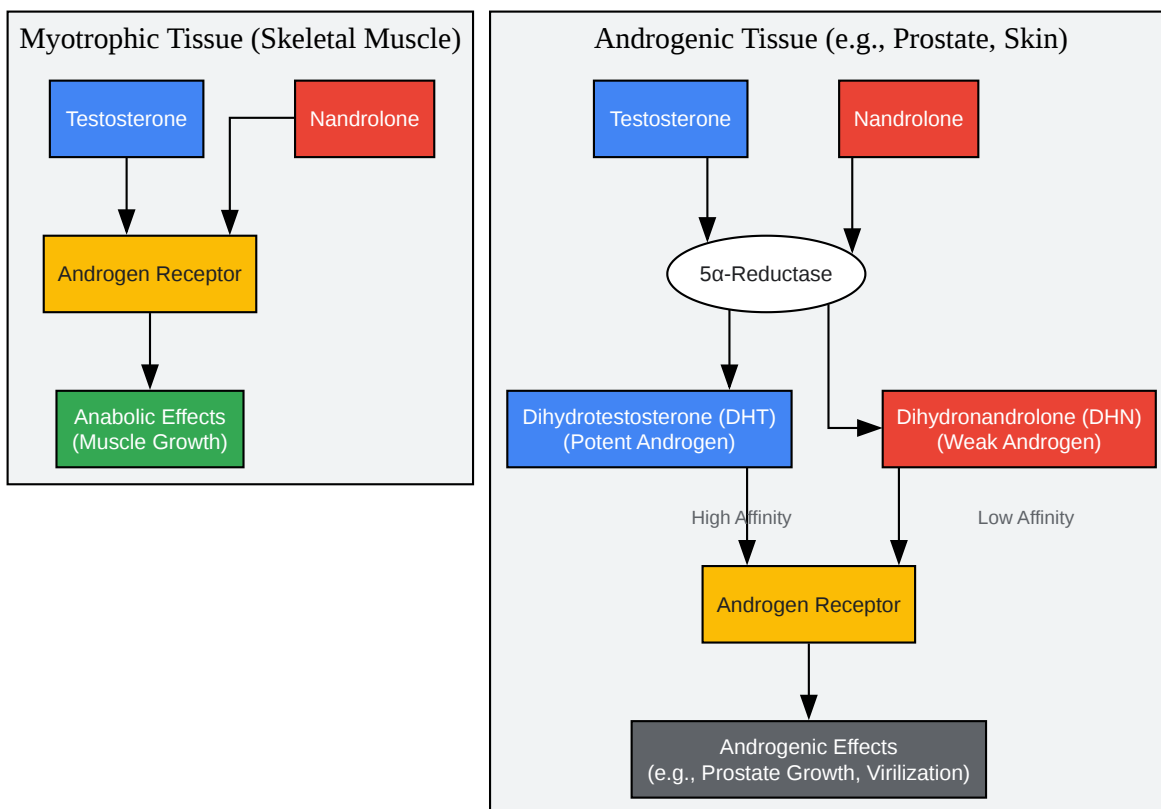 Myotrophic Tissue (Skeletal Muscle)
Testosterone
Nandrolone
Androgen Receptor
Anabolic Effects
(Muscle Growth)
Androgenic Tissue (e.g., Prostate, Skin)
Testosterone
Nandrolone
5α-Reductase
Dihydrotestosterone (DHT)
(Potent Androgen)
Dihydronandrolone (DHN)
(Weak Androgen)
High Affinity
Low Affinity
Androgen Receptor
Androgenic Effects
(e.g., Prostate Growth, Virilization)